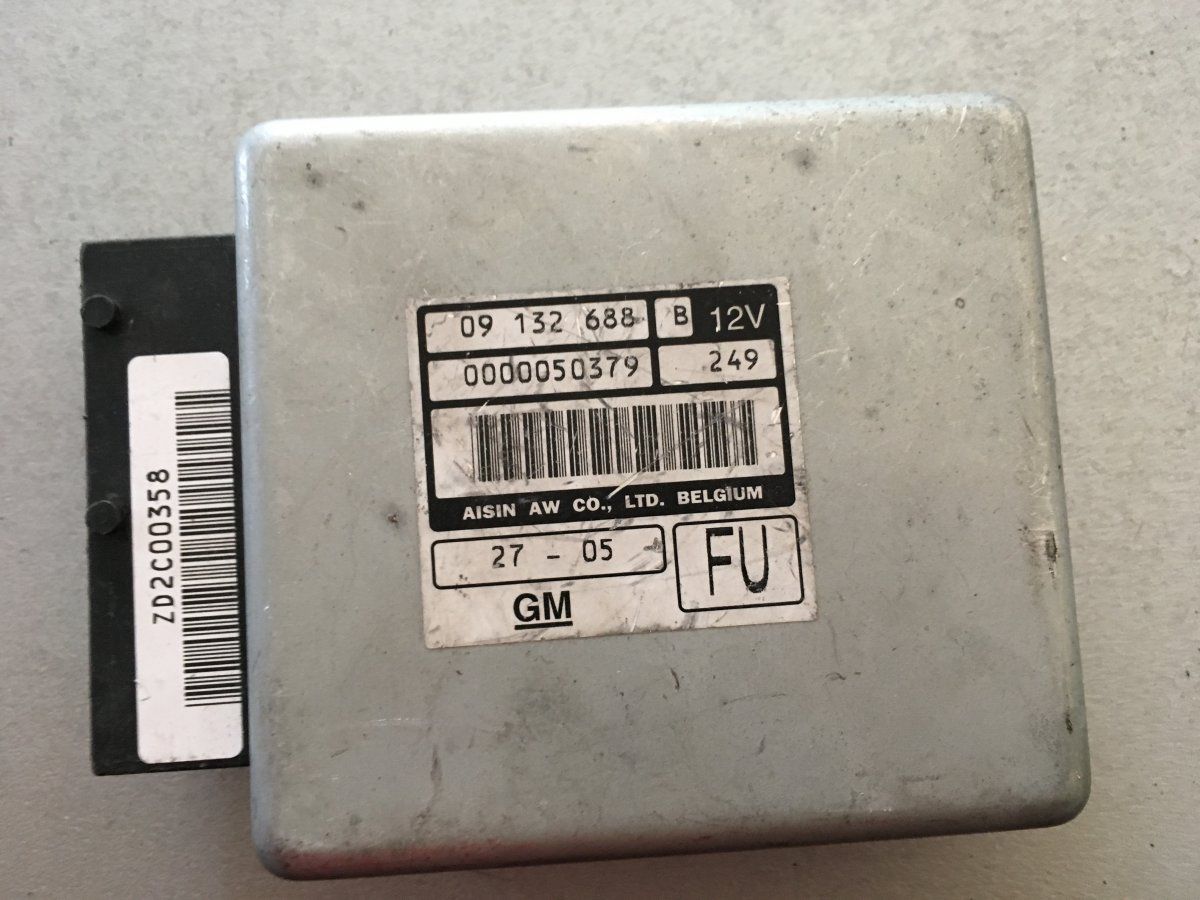 09 132 688 B 12V
0000050379 249
AISIN AW CO., LTD. BELGIUM
27 - 05 FU
GM
ZD2C00358